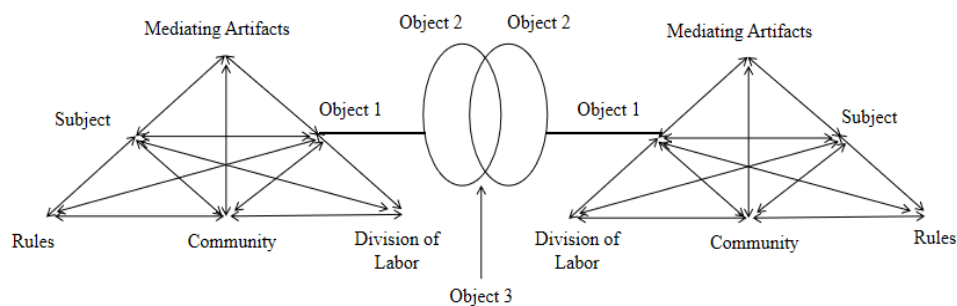 Object 2
Object 2
Mediating Artifacts
Mediating Artifacts
Subject
Object 1
Object 1
Subject
Rules
Community
Division of
Labor
Division of
Labor
Community
Rules
Object 3